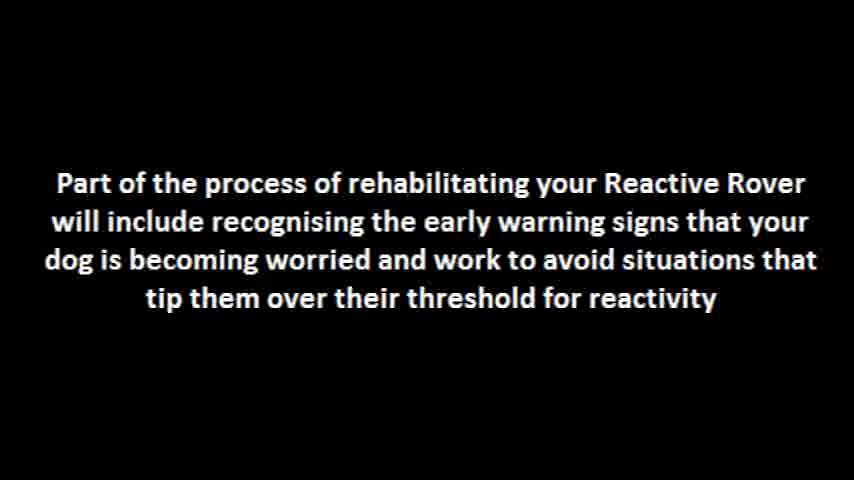 Part of the process of rehabilitating your Reactive Rover
will include recognising the early warning signs that your
dog is becoming worried and work to avoid situations that
tip them over their threshold for reactivity